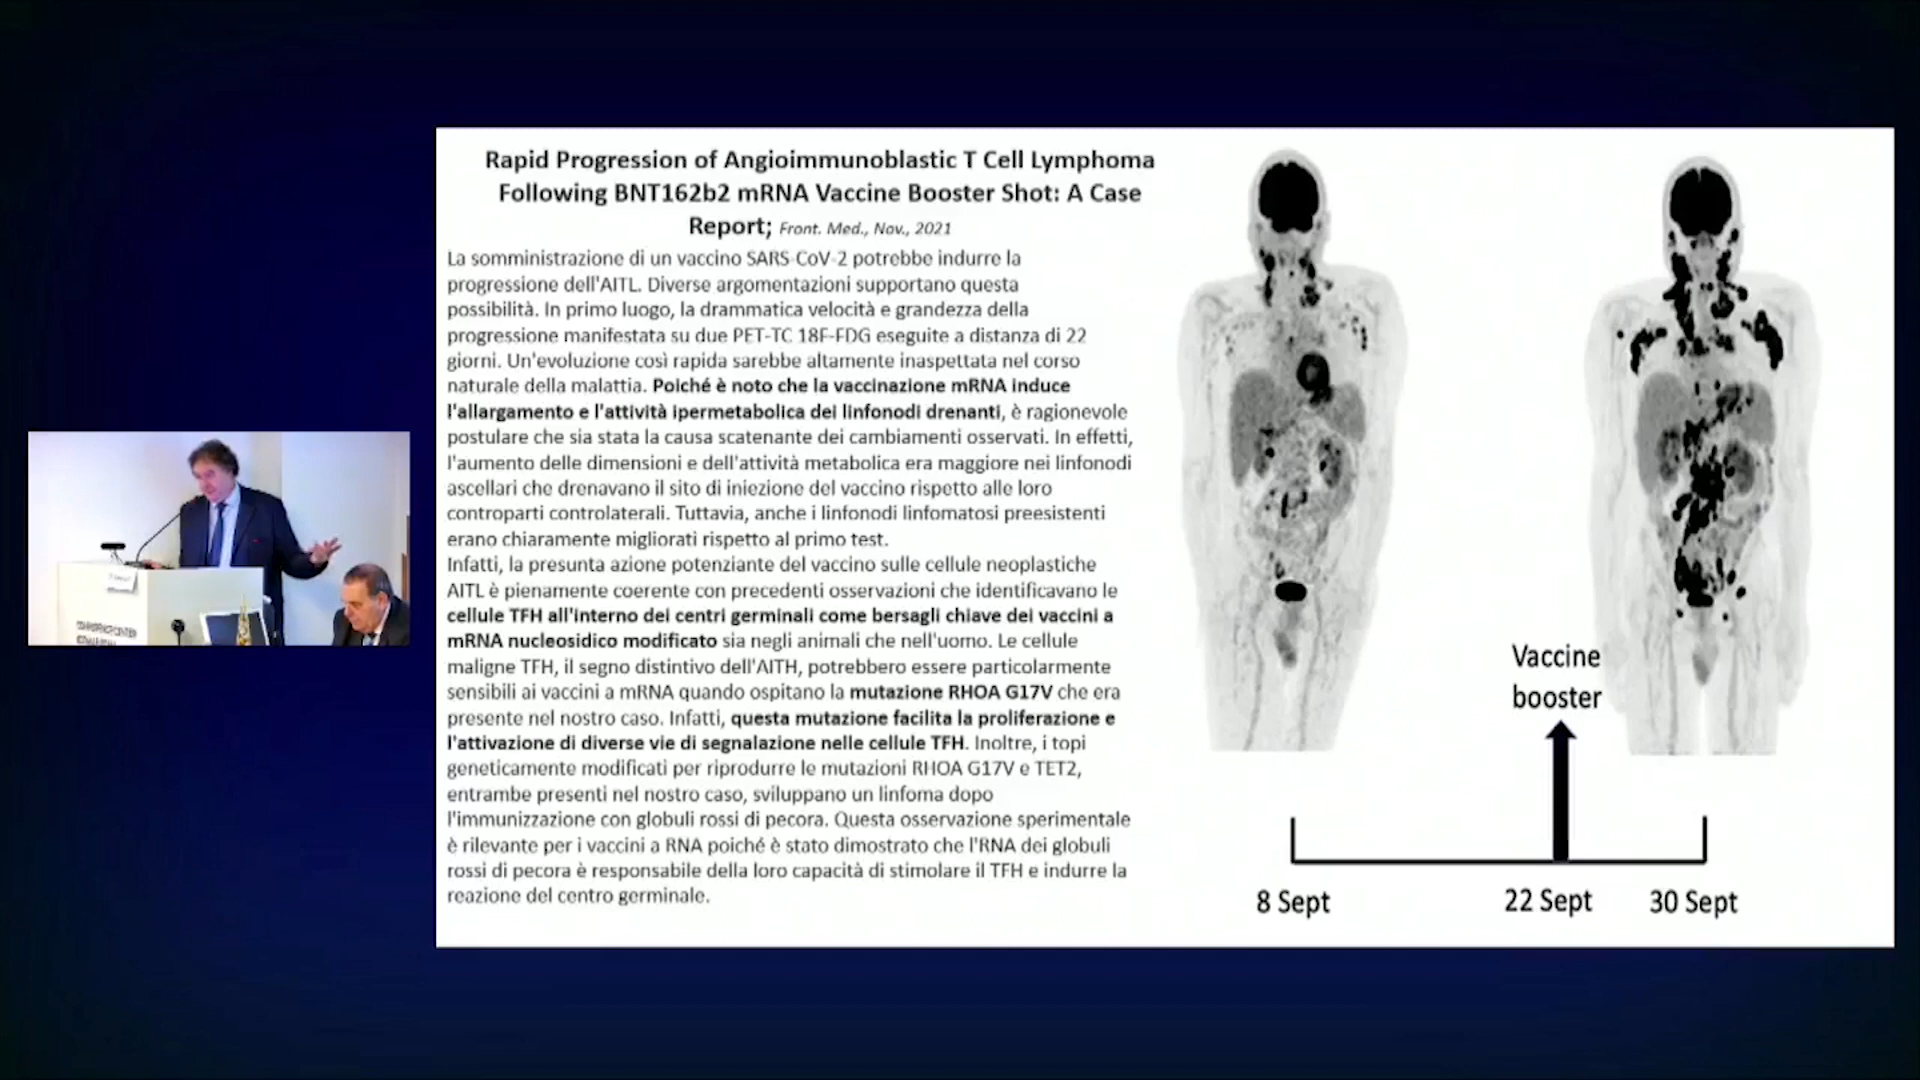 Rapid Progression of Angioimmunoblastic T Cell Lymphoma
Following BNT162b2 mRNA Vaccine Booster Shot: A Case
Report; Front. Med., Nov., 2021
La somministrazione di un vaccino SARS-CoV-2 potrebbe indurre la
progressione dell'AITL. Diverse argomentazioni supportano questa
possibilità. In primo luogo, la drammatica velocità e grandezza della
progressione manifestata su due PET-TC 18F-FDG eseguite a distanza di 22
giorni. Un'evoluzione così rapida sarebbe altamente inaspettata nel corso
naturale della malattia. Poiché è noto che la vaccinazione mRNA induce
l'allargamento e l'attività ipermetabolica dei linfonodi drenanti, è ragionevole
postulare che sia stata la causa scatenante dei cambiamenti osservati. In effetti,
l'aumento delle dimensioni e dell'attività metabolica era maggiore nei linfonodi
ascellari che drenavano il sito di iniezione del vaccino rispetto alle loro
controparti controlaterali. Tuttavia, anche i linfonodi linfomatosi preesistenti
erano chiaramente migliorati rispetto al primo test.
Infatti, la presunta azione potenziante del vaccino sulle cellule neoplastiche
AITL è pienamente coerente con precedenti osservazioni che identificavano le
cellule TFH all'interno dei centri germinali come bersagli chiave dei vaccini a
mRNA nucleosidico modificato sia negli animali che nell'uomo. Le cellule
maligne TFH, il segno distintivo dell'AITH, potrebbero essere particolarmente
sensibili ai vaccini a mRNA quando ospitano la mutazione RHOA G17V che era
presente nel nostro caso. Infatti, questa mutazione facilita la proliferazione e
l'attivazione di diverse vie di segnalazione nelle cellule TFH. Inoltre, i topi
geneticamente modificati per riprodurre le mutazioni RHOA G17V e TET2,
entrambe presenti nel nostro caso, sviluppano un linfoma dopo
l'immunizzazione con globuli rossi di pecora. Questa osservazione sperimentale
è rilevante per i vaccini a RNA poiché è stato dimostrato che l'RNA dei globuli
rossi di pecora è responsabile della loro capacità di stimolare il TFH e indurre la
reazione del centro germinale.
Vaccine
booster
8 Sept
22 Sept
30 Sept